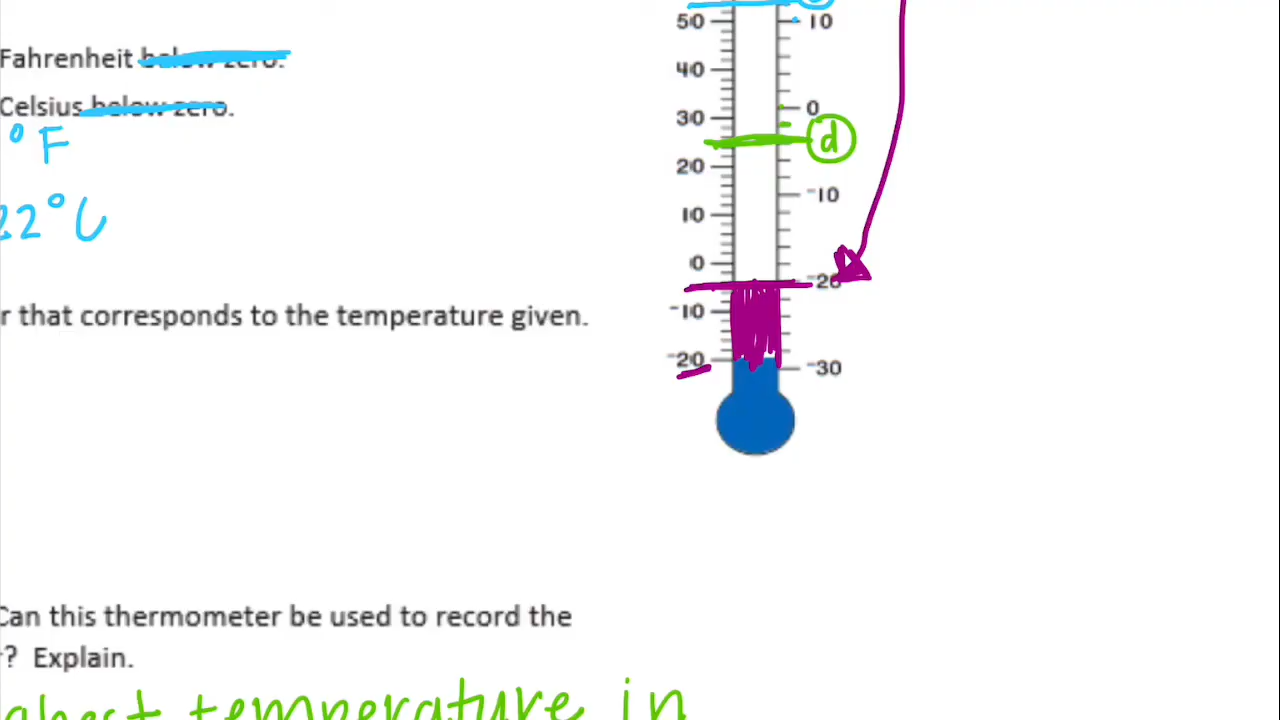 Fahrenheit below zero.
Celsius below zero.
°F
22°C
r that corresponds to the temperature given.
50
40
30
20
10
0
-10
-20
10
0
-10
-20
-30
d
Can this thermometer be used to record the
r? Explain.
ghest temperature in